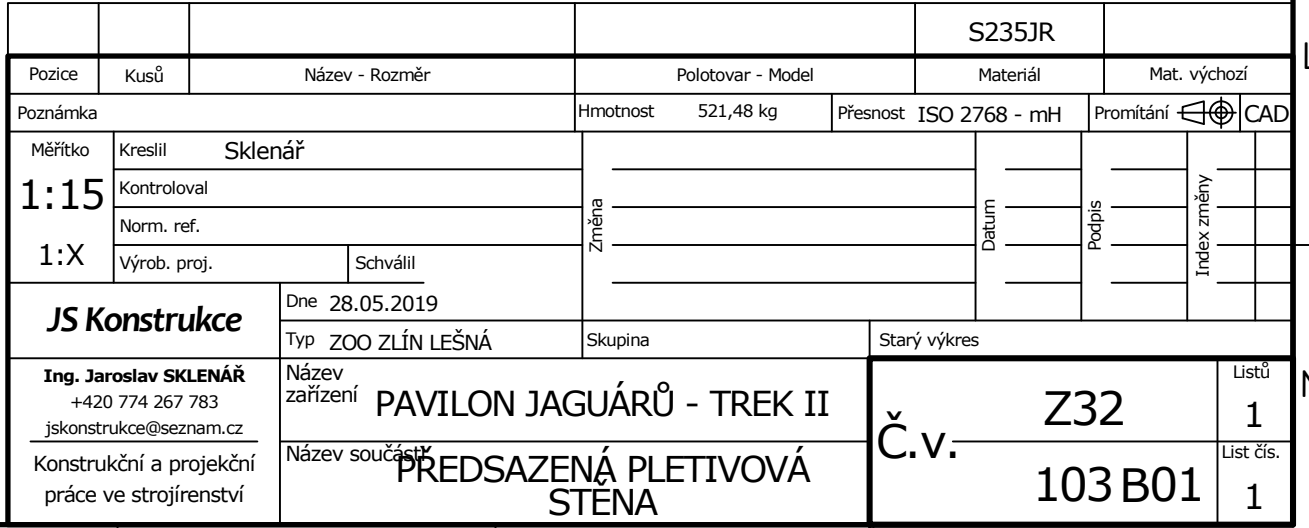 S235JR
Pozice Kusů Název - Rozměr Polotovar - Model Materiál Mat. výchozí
Poznámka Hmotnost 521,48 kg Přesnost ISO 2768 - mH Promítání CAD
Měřítko Kreslil Sklenář
1:15 Kontroloval
Norm. ref.
1:X Výrob. proj. Schválil
Změna Datum Podpis Index změny
JS Konstrukce Dne 28.05.2019
Typ ZOO ZLÍN LEŠNÁ Skupina Starý výkres
Ing. Jaroslav SKLENÁŘ
+420 774 267 783
jskonstrukce@seznam.cz
Konstrukční a projekční
práce ve strojírenství
Název
zařízení PAVILON JAGUÁRŮ - TREK II
Název součásti PŘEDSAZENÁ PLETIVOVÁ
STĚNA
Č.v. Z32
103 B01
Listů
1
List čís.
1